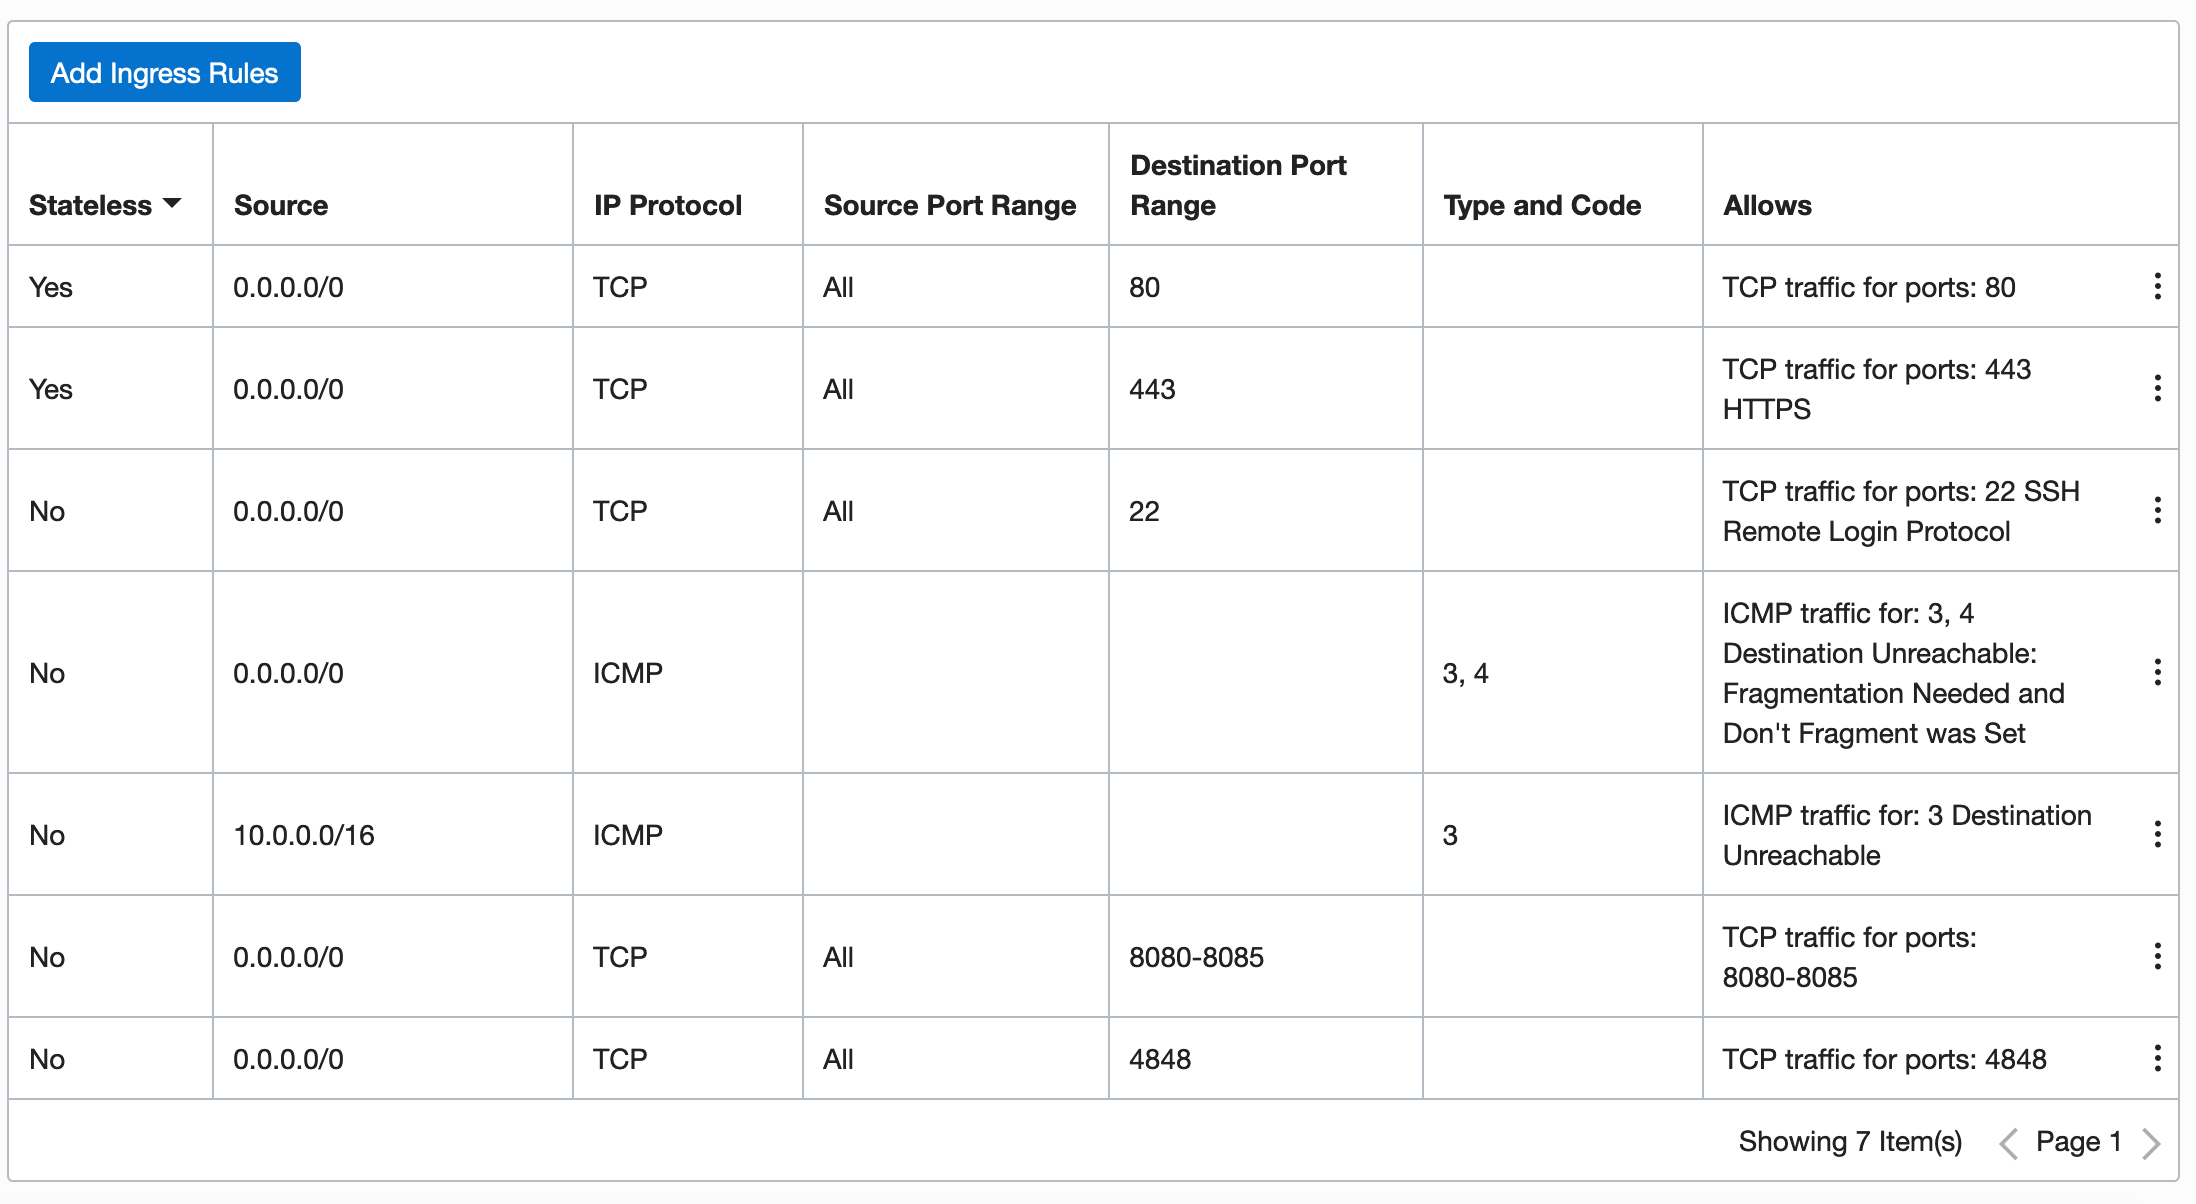 Add Ingress Rules
Stateless Source IP Protocol Source Port Range Destination Port Range Type and Code Allows
Yes 0.0.0.0/0 TCP All 80 TCP traffic for ports: 80
Yes 0.0.0.0/0 TCP All 443 TCP traffic for ports: 443
HTTPS
No 0.0.0.0/0 TCP All 22 TCP traffic for ports: 22 SSH
Remote Login Protocol
No 0.0.0.0/0 ICMP 3, 4 ICMP traffic for: 3, 4
Destination Unreachable:
Fragmentation Needed and
Don't Fragment was Set
No 10.0.0.0/16 ICMP 3 ICMP traffic for: 3 Destination
Unreachable
No 0.0.0.0/0 TCP All 8080-8085 TCP traffic for ports:
8080-8085
No 0.0.0.0/0 TCP All 4848 TCP traffic for ports: 4848
Showing 7 Item(s) Page 1